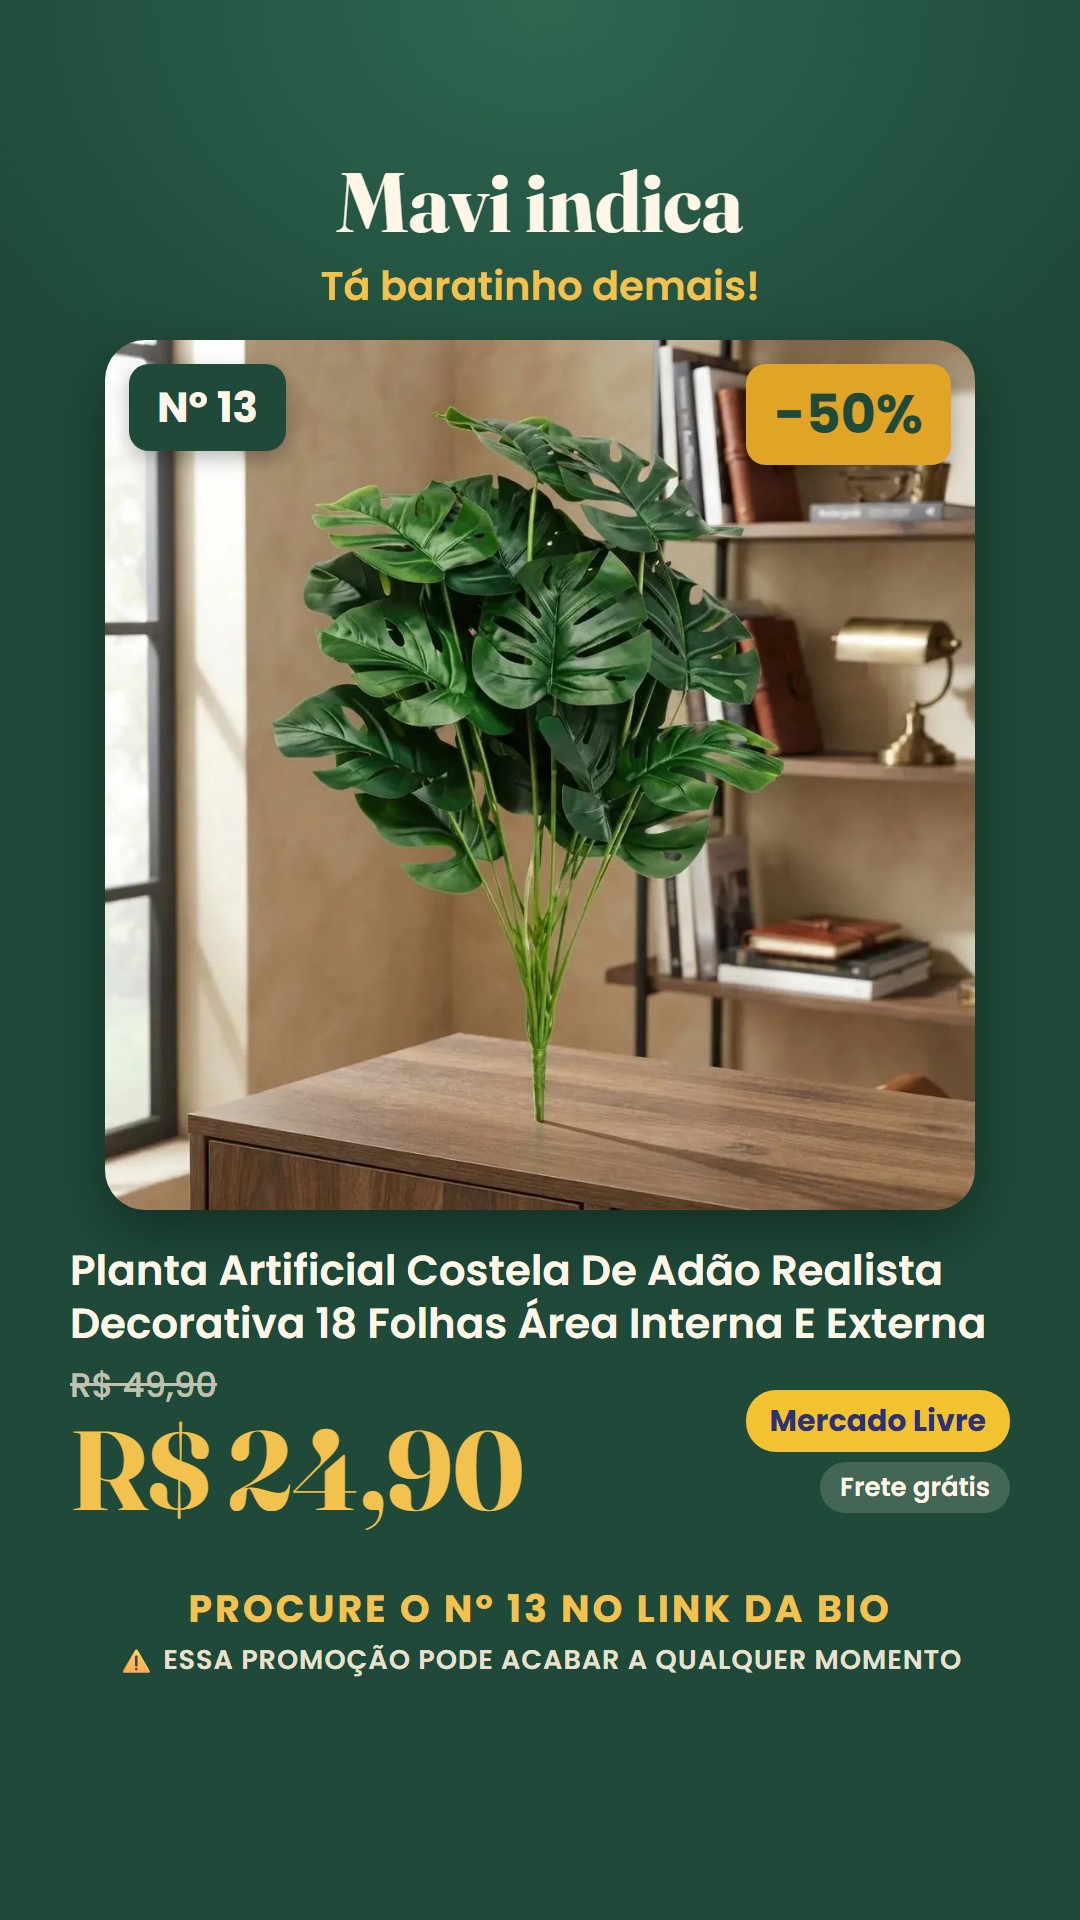 Mavi indica
Tá baratinho demais!
Nº 13
-50%
Planta Artificial Costela De Adão Realista
Decorativa 18 Folhas Área Interna E Externa
R$ 49,90
R$ 24,90
Mercado Livre
Frete grátis
PROCURE O Nº 13 NO LINK DA BIO
⚠️ ESSA PROMOÇÃO PODE ACABAR A QUALQUER MOMENTO